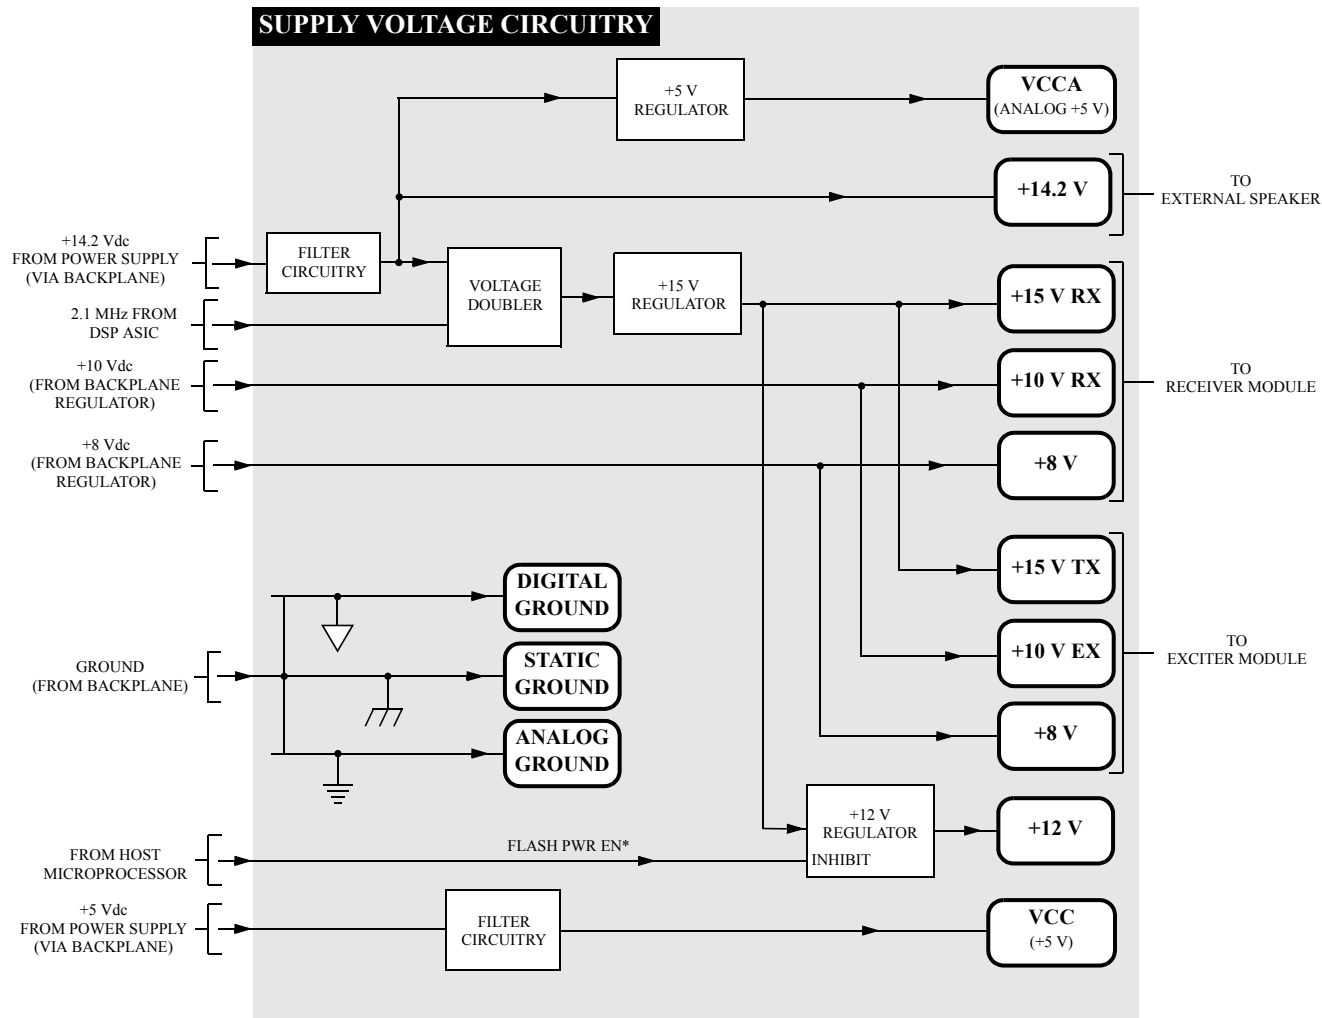 SUPPLY VOLTAGE CIRCUITRY
+5 V
REGULATOR
VCCA
(ANALOG +5 V)
+14.2 V
TO
EXTERNAL SPEAKER
+14.2 Vdc
FROM POWER SUPPLY
(VIA BACKPLANE)
FILTER
CIRCUITRY
VOLTAGE
DOUBLER
+15 V
REGULATOR
+15 V RX
2.1 MHz FROM
DSP ASIC
+10 Vdc
(FROM BACKPLANE
REGULATOR)
+10 V RX
TO
RECEIVER MODULE
+8 Vdc
(FROM BACKPLANE
REGULATOR)
+8 V
+15 V TX
DIGITAL
GROUND
GROUND
(FROM BACKPLANE)
STATIC
GROUND
+10 V EX
TO
EXCITER MODULE
ANALOG
GROUND
+8 V
+12 V
REGULATOR
INHIBIT
+12 V
FROM HOST
MICROPROCESSOR
FLASH PWR EN*
+5 Vdc
FROM POWER SUPPLY
(VIA BACKPLANE)
FILTER
CIRCUITRY
VCC
(+5 V)